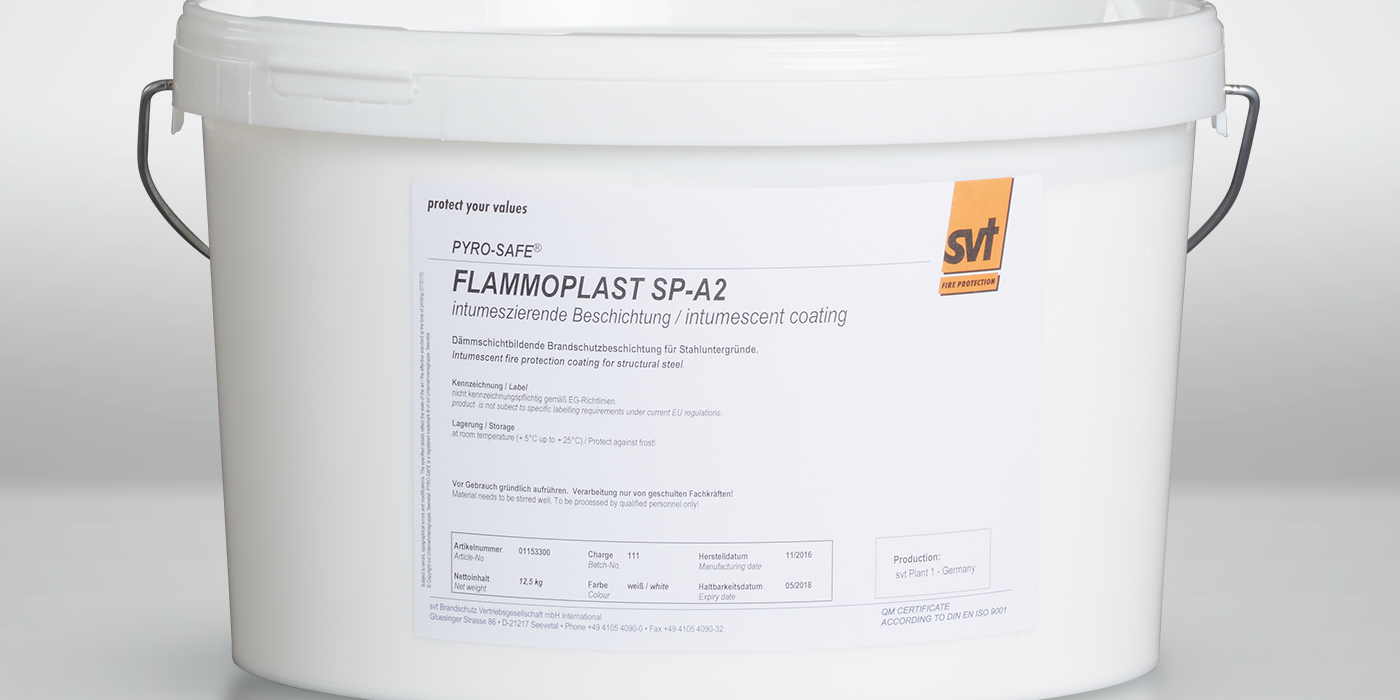 protect your values
svt
FIRE PROTECTION
PYRO-SAFE®
FLAMMOPLAST SP-A2
intumeszierende Beschichtung / intumescent coating
Dämmschichtbildende Brandschutzbeschichtung für Stahluntergründe.
Intumescent fire protection coating for structural steel.
Kennzeichnung / Label
nicht kennzeichnungspflichtig gemäß EG-Richtlinien.
product is not subect to specific labelling requirements under current EU regulations.
Lagerung / Storage
at room temperature (+ 5°C up to + 25°C) / Protect against frost!
Vor Gebrauch gründlich aufrühren. Verarbeitung nur von geschulten Fachkräften!
Material needs to be stirred well. To be processed by qualified personnel only!
Artikelnummer 01153300 Charge 111 Herstelldatum 11/2016
Article-No Batch-No. Manufacturing date
Nettoinhalt 12,5 kg Farbe weiß / white Haltbarkeitsdatum 05/2018
Net weight Colour Expiry date
Production:
svt Plant 1 - Germany
svt Brandschutz Vertriebsgesellschaft mbH International
Gluesinger Strasse 86 • D-21217 Seevetal • Phone +49 4105 4090-0 • Fax +49 4105 4090-32
QM CERTIFICATE
ACCORDING TO DIN EN ISO 9001